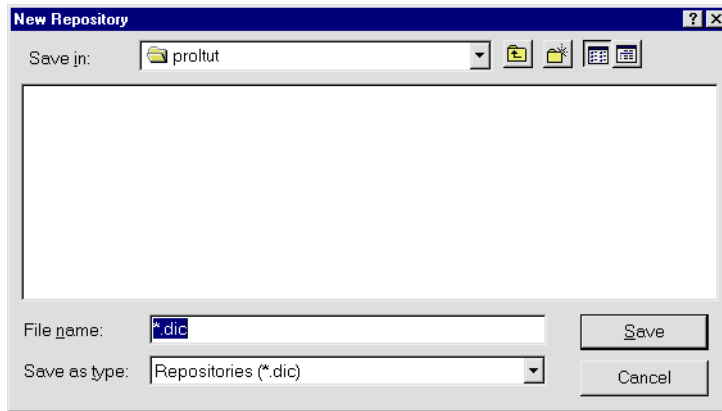 New Repository
Save in: proltut
File name: *.dic
Save
Save as type: Repositories (*.dic)
Cancel